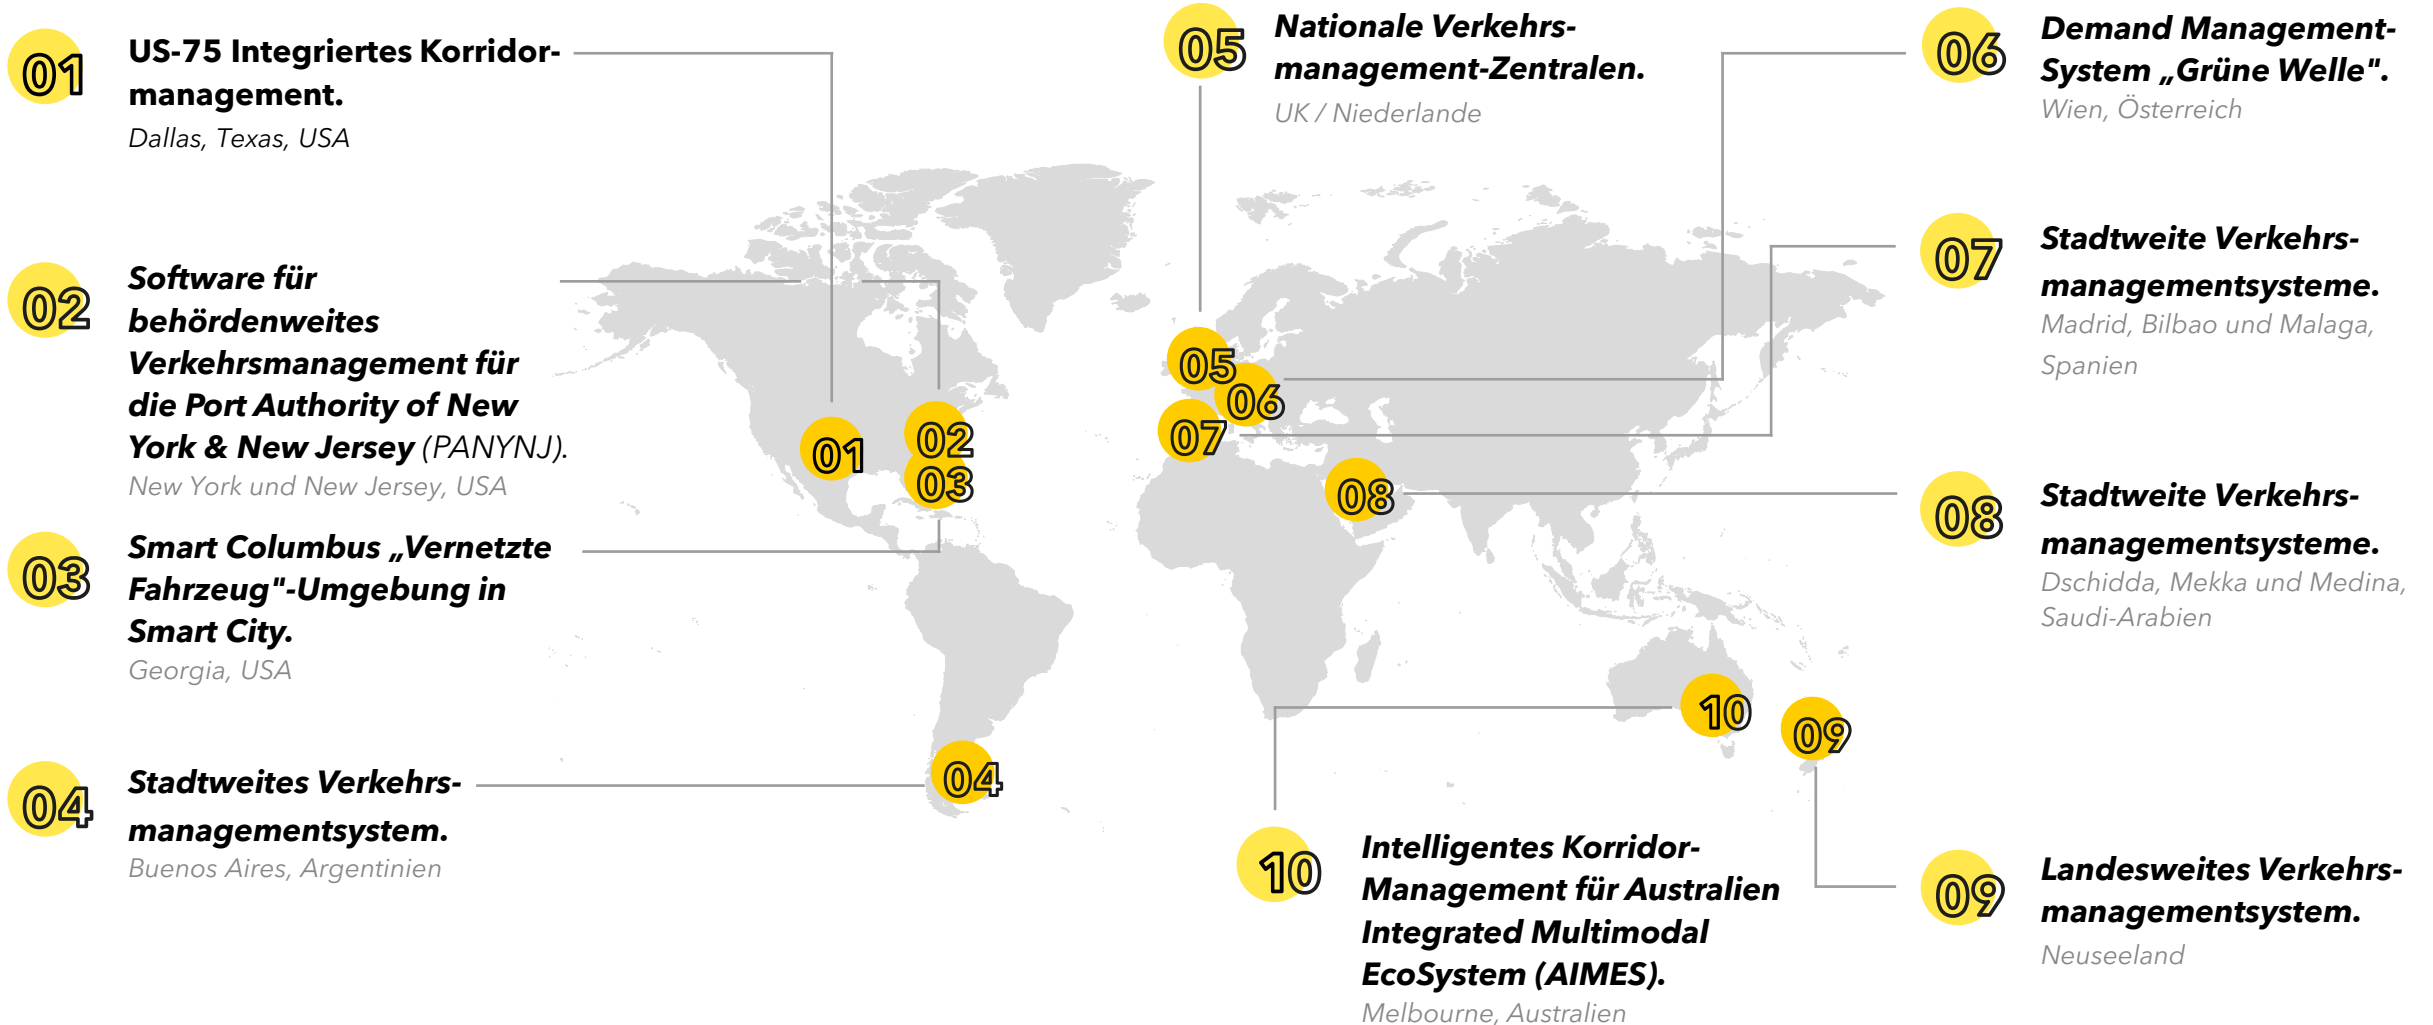 01
US-75 Integriertes Korridor-
management.
Dallas, Texas, USA
02
Software für
behördenweites
Verkehrsmanagement für
die Port Authority of New
York & New Jersey (PANYNJ).
New York und New Jersey, USA
03
Smart Columbus „Vernetzte
Fahrzeug"-Umgebung in
Smart City.
Georgia, USA
04
Stadtweites Verkehrs-
managementsystem.
Buenos Aires, Argentinien
05
Nationale Verkehrs-
management-Zentralen.
UK / Niederlande
06
Demand Management-
System „Grüne Welle".
Wien, Österreich
07
Stadtweite Verkehrs-
managementsysteme.
Madrid, Bilbao und Malaga,
Spanien
08
Stadtweite Verkehrs-
managementsysteme.
Dschidda, Mekka und Medina,
Saudi-Arabien
09
Landesweites Verkehrs-
managementsystem.
Neuseeland
10
Intelligentes Korridor-
Management für Australien
Integrated Multimodal
EcoSystem (AIMES).
Melbourne, Australien
01
02
03
04
05
06
07
08
10
09